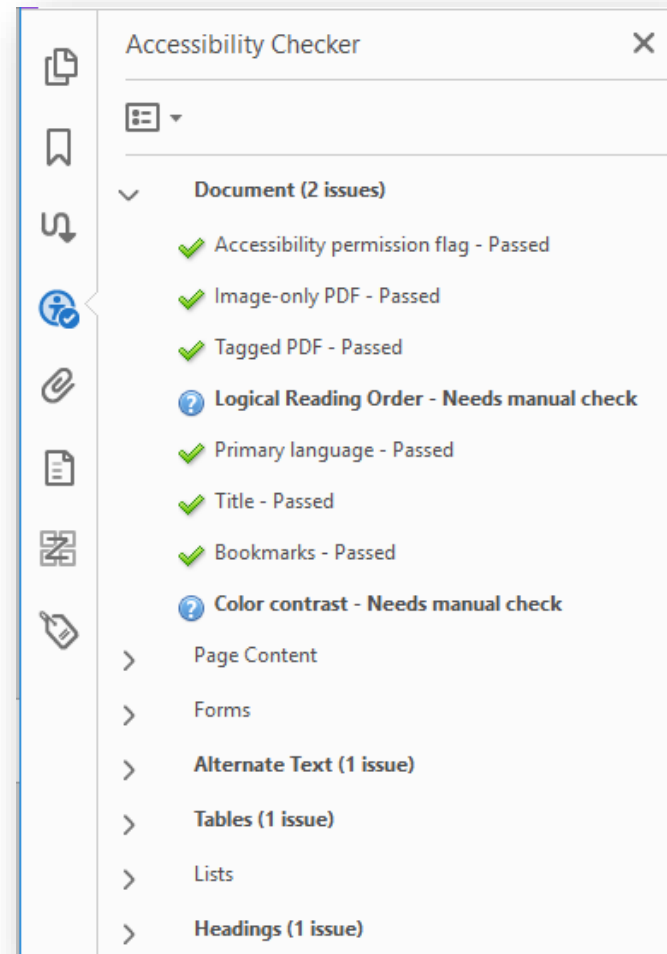 Accessibility Checker
Document (2 issues)
Accessibility permission flag - Passed
Image-only PDF - Passed
Tagged PDF - Passed
Logical Reading Order - Needs manual check
Primary language - Passed
Title - Passed
Bookmarks - Passed
Color contrast - Needs manual check
Page Content
Forms
Alternate Text (1 issue)
Tables (1 issue)
Lists
Headings (1 issue)